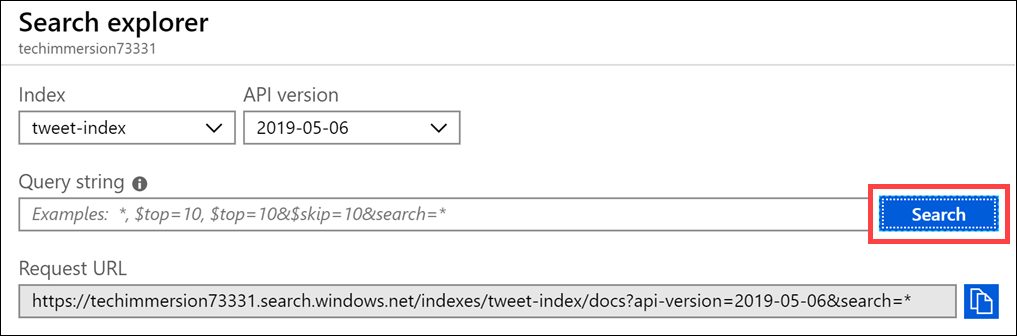 Search explorer
techimmersion73331
Index API version
tweet-index 2019-05-06
Query string
Examples: *, $top=10, $top=10&$skip=10&search=* Search
Request URL
https://techimmersion73331.search.windows.net/indexes/tweet-index/docs?api-version=2019-05-06&search=*